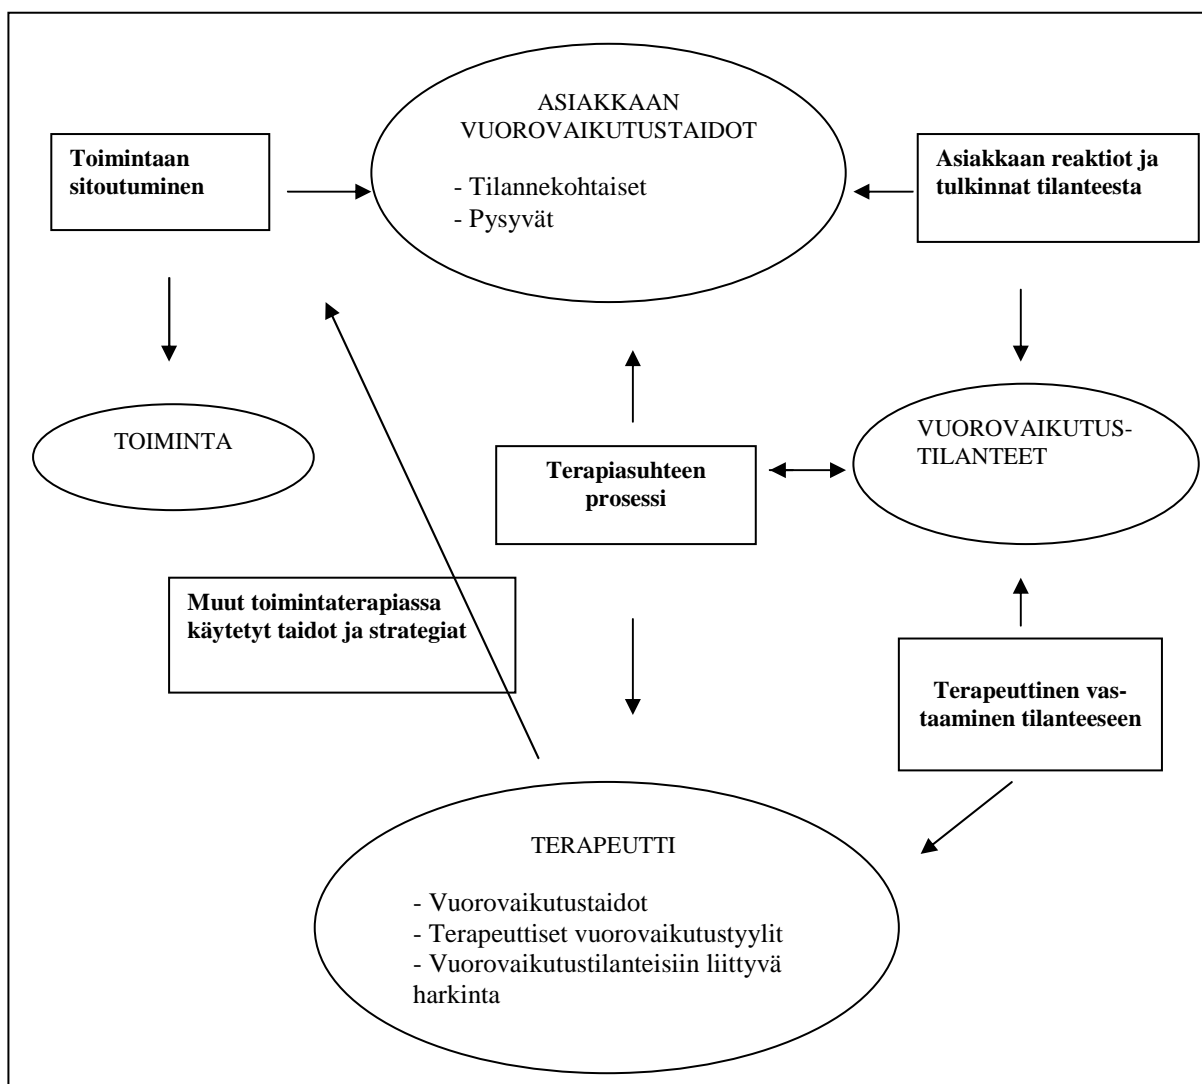 ASIAKKAAN
VUOROVAIKUTUSTAIDOT
- Tilannekohtaiset
- Pysyvät
Toimintaan
sitoutuminen
Asiakkaan reaktiot ja
tulkinnat tilanteesta
TOIMINTA
Terapiasuhteen
prosessi
VUOROVAIKUTUS-
TILANTEET
Muut toimintaterapiassa
käytetyt taidot ja strategiat
Terapeuttinen vas-
taaminen tilanteeseen
TERAPEUTTI
- Vuorovaikutustaidot
- Terapeuttiset vuorovaikutustyylit
- Vuorovaikutustilanteisiin liittyvä
harkinta